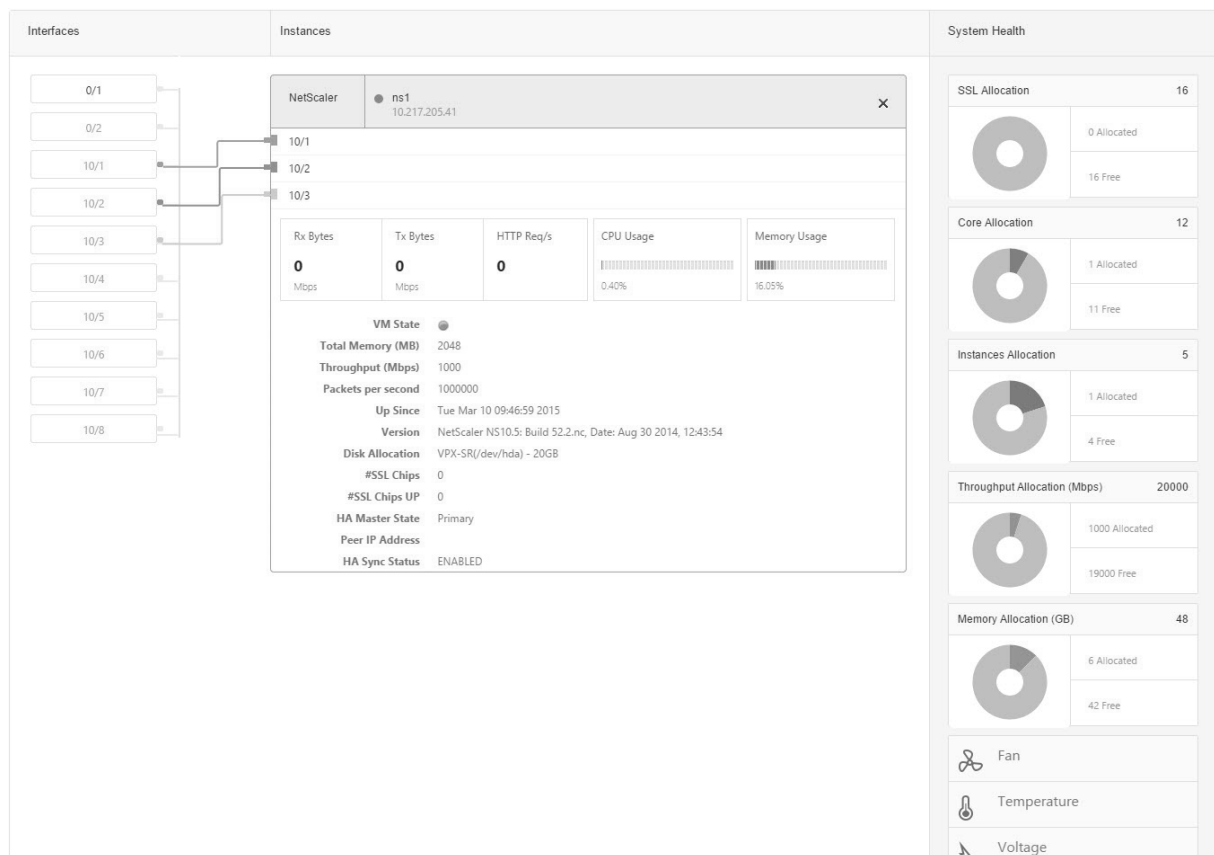 Interfaces
Instances
System Health
0/1
0/2
10/1
10/2
10/3
10/4
10/5
10/6
10/7
10/8
NetScaler
ns1
10.217.205.41
10/1
10/2
10/3
Rx Bytes
0
Mbps
Tx Bytes
0
Mbps
HTTP Req/s
0
CPU Usage
0.40%
Memory Usage
16.05%
VM State
Total Memory (MB) 2048
Throughput (Mbps) 1000
Packets per second 1000000
Up Since Tue Mar 10 09:46:59 2015
Version NetScaler NS10.5: Build 52.2.nc, Date: Aug 30 2014, 12:43:54
Disk Allocation VPX-SR(/dev/hda) - 20GB
#SSL Chips 0
#SSL Chips UP 0
HA Master State Primary
Peer IP Address
HA Sync Status ENABLED
SSL Allocation 16
0 Allocated
16 Free
Core Allocation 12
1 Allocated
11 Free
Instances Allocation 5
1 Allocated
4 Free
Throughput Allocation (Mbps) 20000
1000 Allocated
19000 Free
Memory Allocation (GB) 48
6 Allocated
42 Free
Fan
Temperature
Voltage